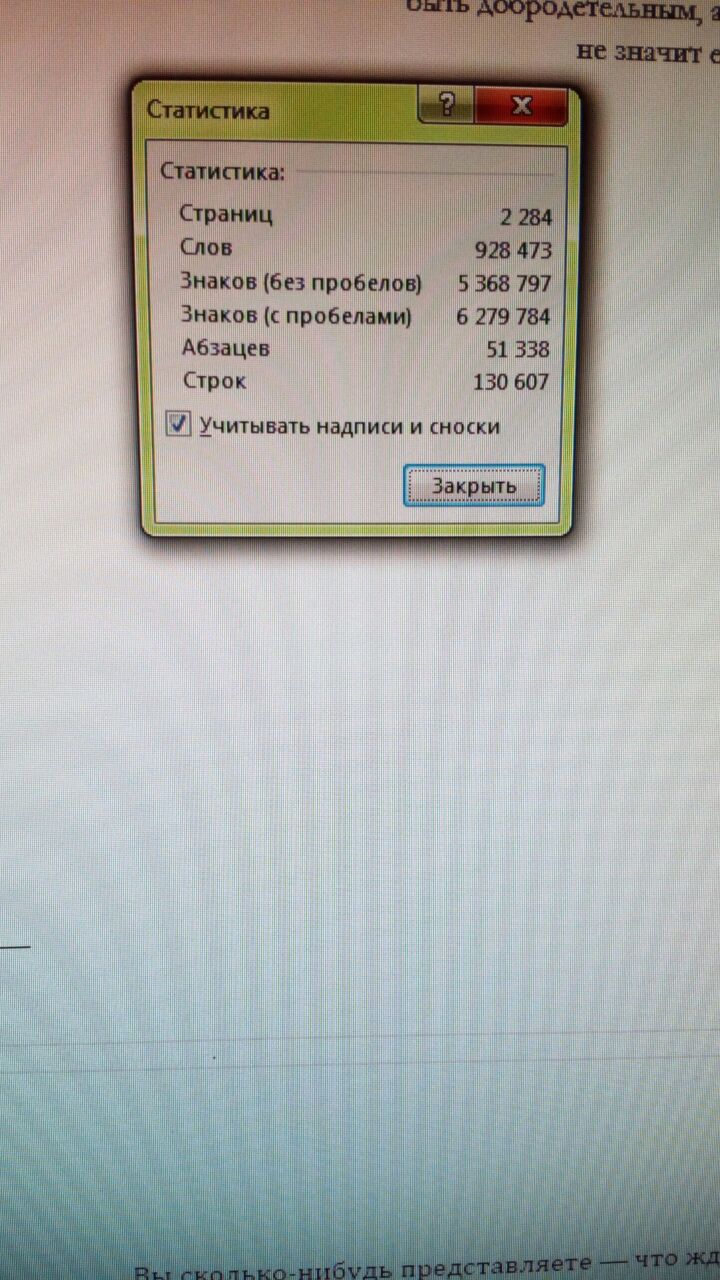 быть добродетельным, а
не значит е
Статистика
?
X
Статистика:
Страниц 2 284
Слов 928 473
Знаков (без пробелов) 5 368 797
Знаков (с пробелами) 6 279 784
Абзацев 51 338
Строк 130 607
Учитывать надписи и сноски
Закрыть
Вы сколько-нибудь представляете — что жд